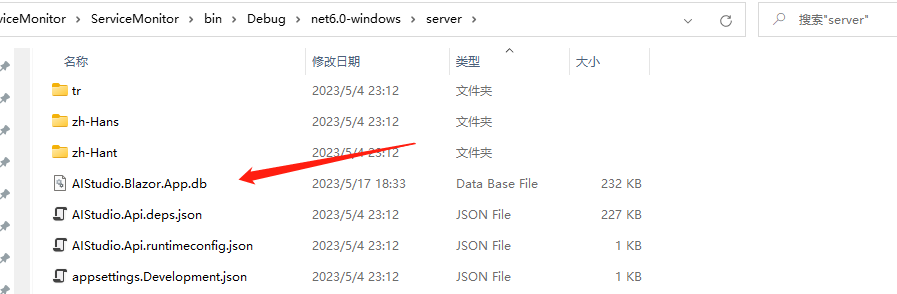 viceMonitor > ServiceMonitor > bin > Debug > net6.0-windows > server >
搜索"server"
名称 修改日期 类型 大小
tr 2023/5/4 23:12 文件夹
zh-Hans 2023/5/4 23:12 文件夹
zh-Hant 2023/5/4 23:12 文件夹
AIStudio.Blazor.App.db 2023/5/17 18:33 Data Base File 232 KB
AIStudio.Api.deps.json 2023/5/4 23:12 JSON File 227 KB
AIStudio.Api.runtimeconfig.json 2023/5/4 23:12 JSON File 1 KB
appsettings.Development.json 2023/5/4 23:12 JSON File 1 KB